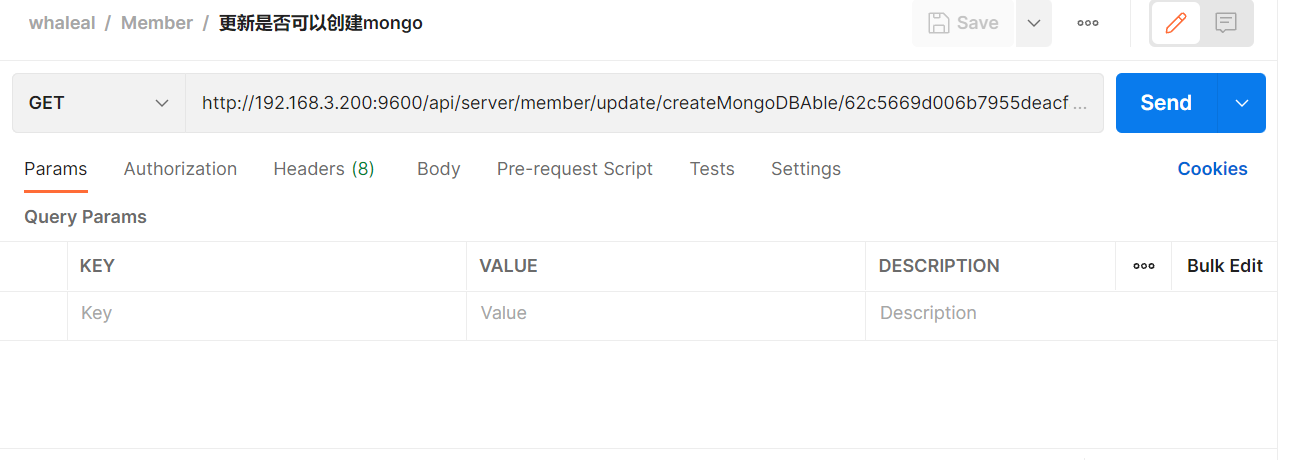 whaleal / Member / 更新是否可以创建mongo
Save
GET
http://192.168.3.200:9600/api/server/member/update/createMongoDBAble/62c5669d006b7955deacf ...
Send
Params Authorization Headers (8) Body Pre-request Script Tests Settings Cookies
Query Params
KEY VALUE DESCRIPTION Bulk Edit
Key Value Description